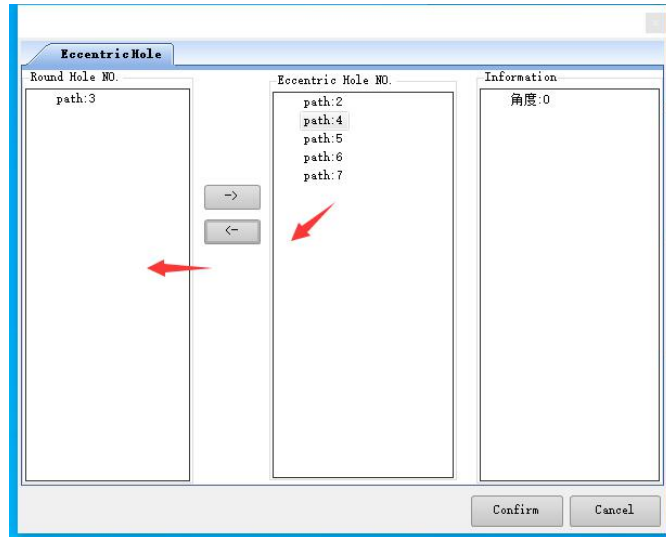 EccentricHole
Round Hole NO.
path:3
->
<-
Eccentric Hole NO.
path:2
path:4
path:5
path:6
path:7
Information
角度:0
Confirm
Cancel